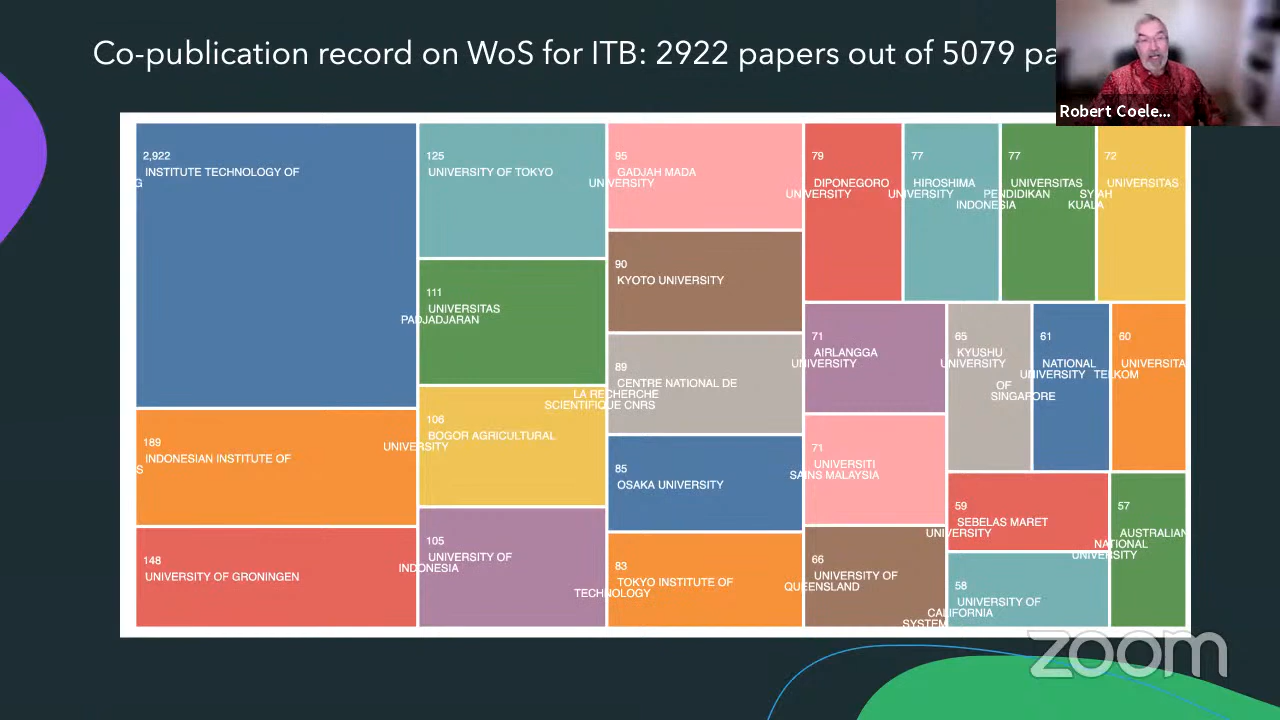 Co-publication record on WoS for ITB: 2922 papers out of 5079 pa
Robert Coele...
2,922
INSTITUTE TECHNOLOGY OF
G
189
INDONESIAN INSTITUTE OF
S
148
UNIVERSITY OF GRONINGEN
125
UNIVERSITY OF TOKYO
111
UNIVERSITAS
PADJADJARAN
106
BOGOR AGRICULTURAL
UNIVERSITY
105
UNIVERSITY OF
INDONESIA
95
GADJAH MADA
UNIVERSITY
90
KYOTO UNIVERSITY
89
CENTRE NATIONAL DE
LA RECHERCHE
SCIENTIFIQUE CNRS
85
OSAKA UNIVERSITY
83
TOKYO INSTITUTE OF
TECHNOLOGY
79
DIPONEGORO
UNIVERSITY
77
HIROSHIMA
UNIVERSITY
77
UNIVERSITAS
PENDIDIKAN
INDONESIA
72
UNIVERSITAS
SYIAH
KUALA
71
AIRLANGGA
UNIVERSITY
71
UNIVERSITI
SAINS MALAYSIA
66
UNIVERSITY OF
QUEENSLAND
65
KYUSHU
UNIVERSITY
61
NATIONAL
UNIVERSITY
OF
SINGAPORE
60
UNIVERSITA
TELKOM
59
SEBELAS MARET
UNIVERSITY
58
UNIVERSITY OF
CALIFORNIA
SYSTEM
57
AUSTRALIAN
NATIONAL
UNIVERSITY
zoom